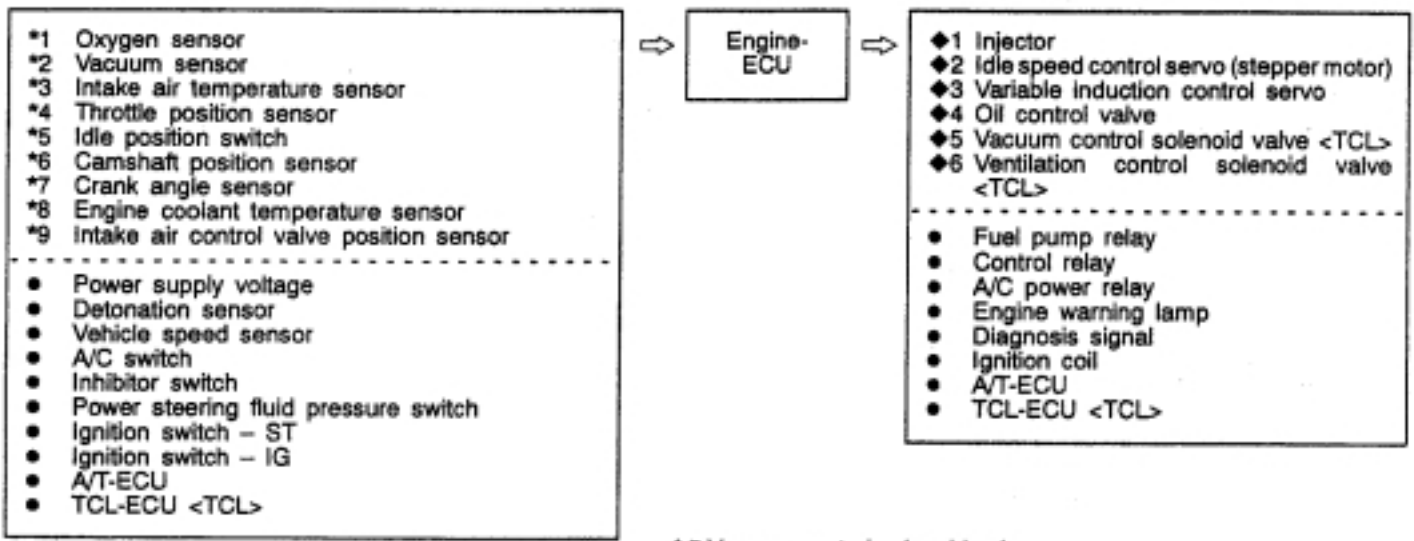 *1 Oxygen sensor
*2 Vacuum sensor
*3 Intake air temperature sensor
*4 Throttle position sensor
*5 Idle position switch
*6 Camshaft position sensor
*7 Crank angle sensor
*8 Engine coolant temperature sensor
*9 Intake air control valve position sensor
● Power supply voltage
● Detonation sensor
● Vehicle speed sensor
● A/C switch
● Inhibitor switch
● Power steering fluid pressure switch
● Ignition switch – ST
● Ignition switch – IG
● A/T-ECU
● TCL-ECU <TCL>
⇨
Engine-
ECU
⇨
◆1 Injector
◆2 Idle speed control servo (stepper motor)
◆3 Variable induction control servo
◆4 Oil control valve
◆5 Vacuum control solenoid valve <TCL>
◆6 Ventilation control solenoid valve
<TCL>
● Fuel pump relay
● Control relay
● A/C power relay
● Engine warning lamp
● Diagnosis signal
● Ignition coil
● A/T-ECU
● TCL-ECU <TCL>